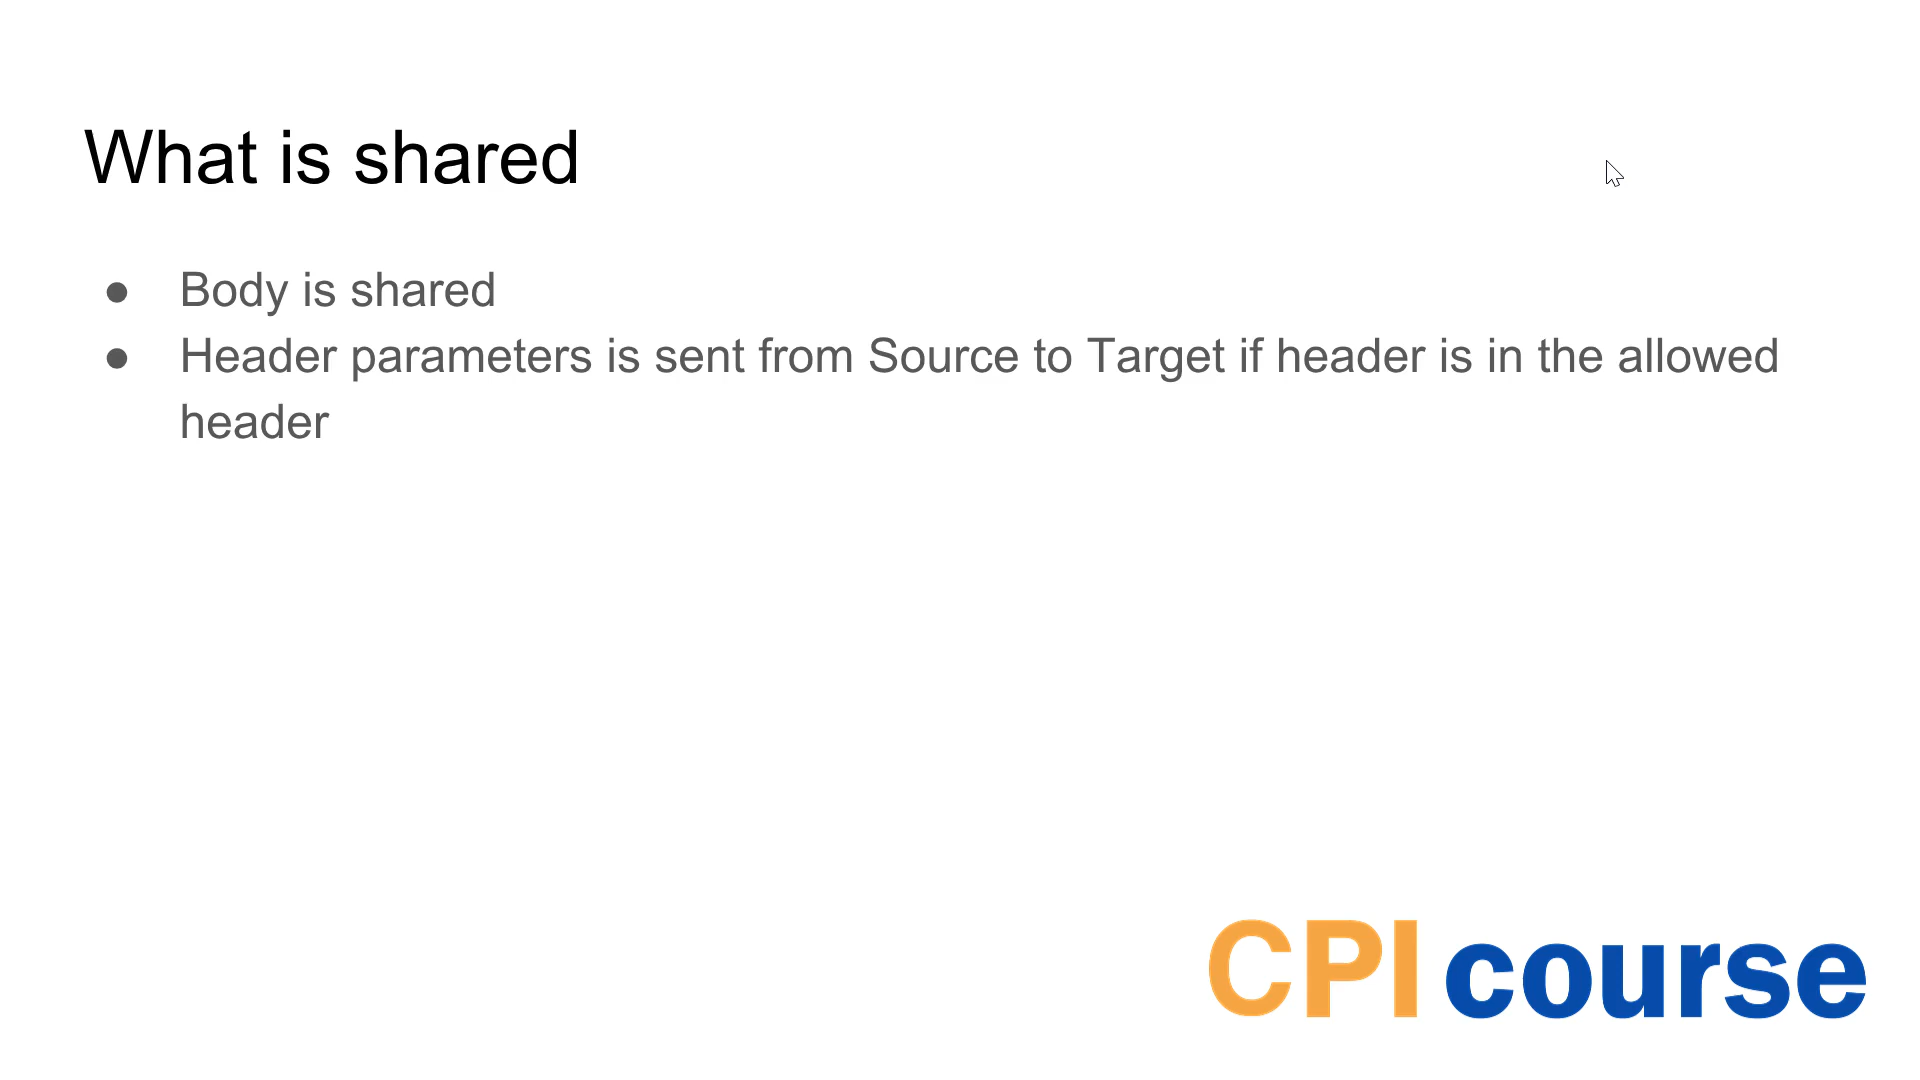 What is shared
● Body is shared
● Header parameters is sent from Source to Target if header is in the allowed
header
CPI course